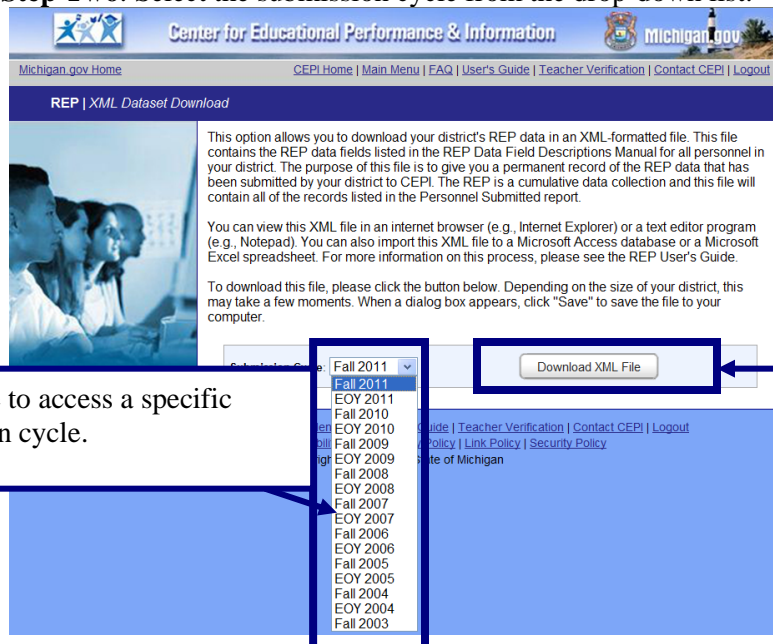 Step Two: Select the submission cycle from the drop-down list.
Center for Educational Performance & Information
Michigan.gov
Michigan.gov Home
CEPI Home | Main Menu | FAQ | User's Guide | Teacher Verification | Contact CEPI | Logout
REP | XML Dataset Download
This option allows you to download your district's REP data in an XML-formatted file. This file
contains the REP data fields listed in the REP Data Field Descriptions Manual for all personnel in
your district. The purpose of this file is to give you a permanent record of the REP data that has
been submitted by your district to CEPI. The REP is a cumulative data collection and this file will
contain all of the records listed in the Personnel Submitted report.
You can view this XML file in an internet browser (e.g., Internet Explorer) or a text editor program
(e.g., Notepad). You can also import this XML file to a Microsoft Access database or a Microsoft
Excel spreadsheet. For more information on this process, please see the REP User's Guide.
To download this file, please click the button below. Depending on the size of your district, this
may take a few moments. When a dialog box appears, click "Save" to save the file to your
computer.
Fall 2011
Download XML File
to access a specific
n cycle.
Fall 2011
EOY 2011
Fall 2010
EOY 2010
Fall 2009
EOY 2009
Fall 2008
EOY 2008
Fall 2007
EOY 2007
Fall 2006
EOY 2006
Fall 2005
EOY 2005
Fall 2004
EOY 2004
Fall 2003
uide | Teacher Verification | Contact CEPI | Logout
Policy | Link Policy | Security Policy
ate of Michigan